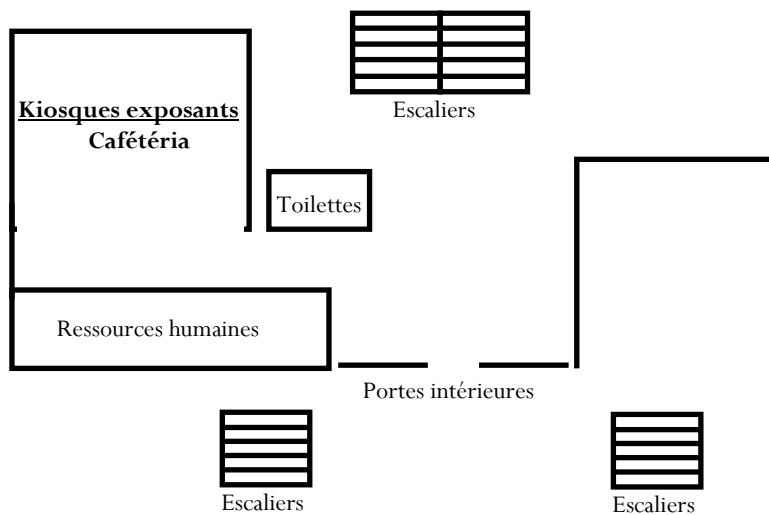 Kiosques exposants
Cafétéria
Escaliers
Toilettes
Ressources humaines
Portes intérieures
Escaliers
Escaliers